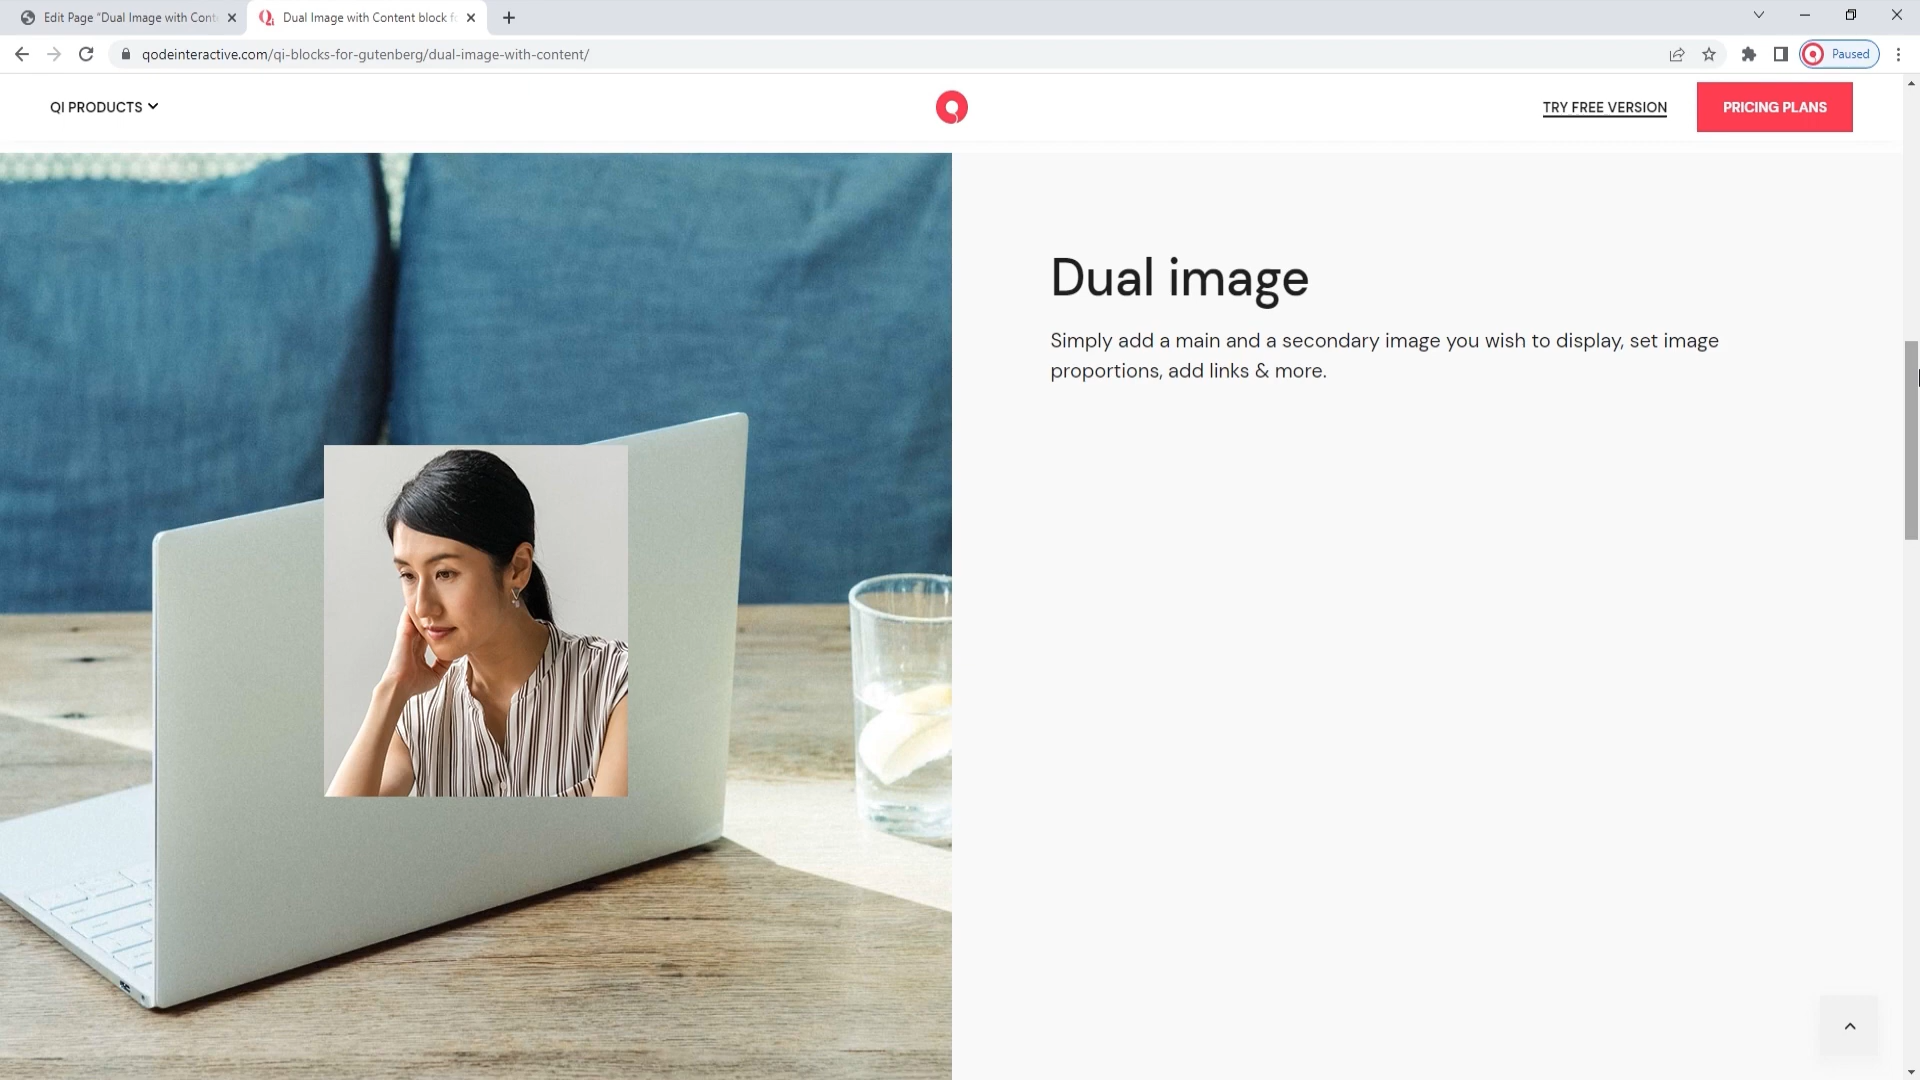 Edit Page "Dual Image with Cont
Dual Image with Content block f
qodeinteractive.com/qi-blocks-for-gutenberg/dual-image-with-content/
Paused
QI PRODUCTS
TRY FREE VERSION
PRICING PLANS
Dual image
Simply add a main and a secondary image you wish to display, set image
proportions, add links & more.